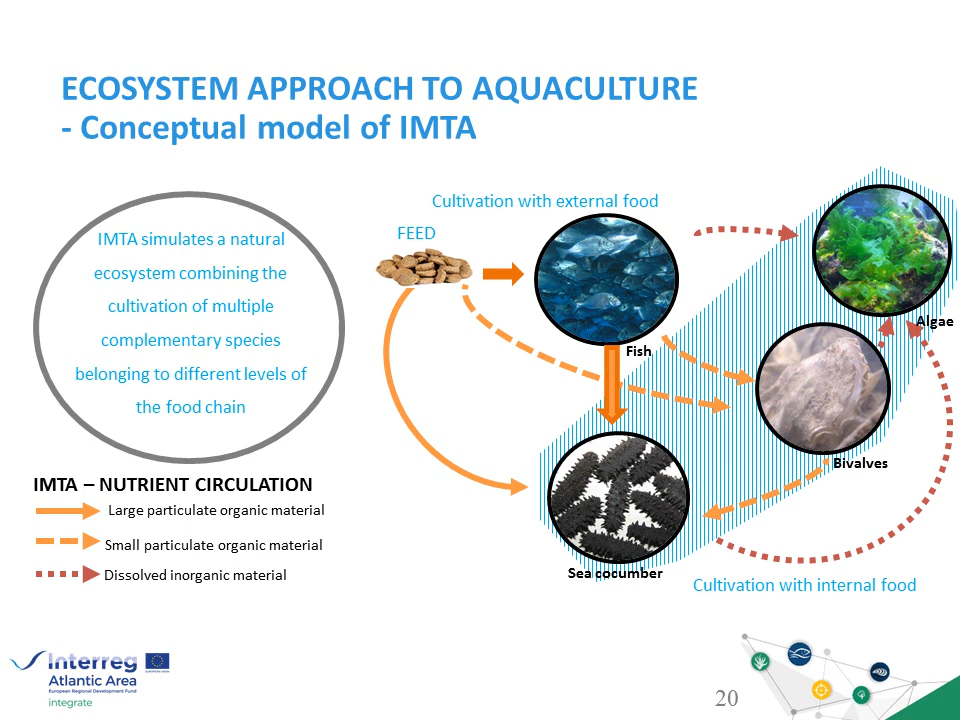 ECOSYSTEM APPROACH TO AQUACULTURE
- Conceptual model of IMTA
IMTA simulates a natural
ecosystem combining the
cultivation of multiple
complementary species
belonging to different levels of
the food chain
Cultivation with external food
FEED
Fish
Algae
Bivalves
Sea cocumber
Cultivation with internal food
IMTA – NUTRIENT CIRCULATION
Large particulate organic material
Small particulate organic material
Dissolved inorganic material
Interreg
EUROPEAN UNION
Atlantic Area
European Regional Development Fund
integrate
20